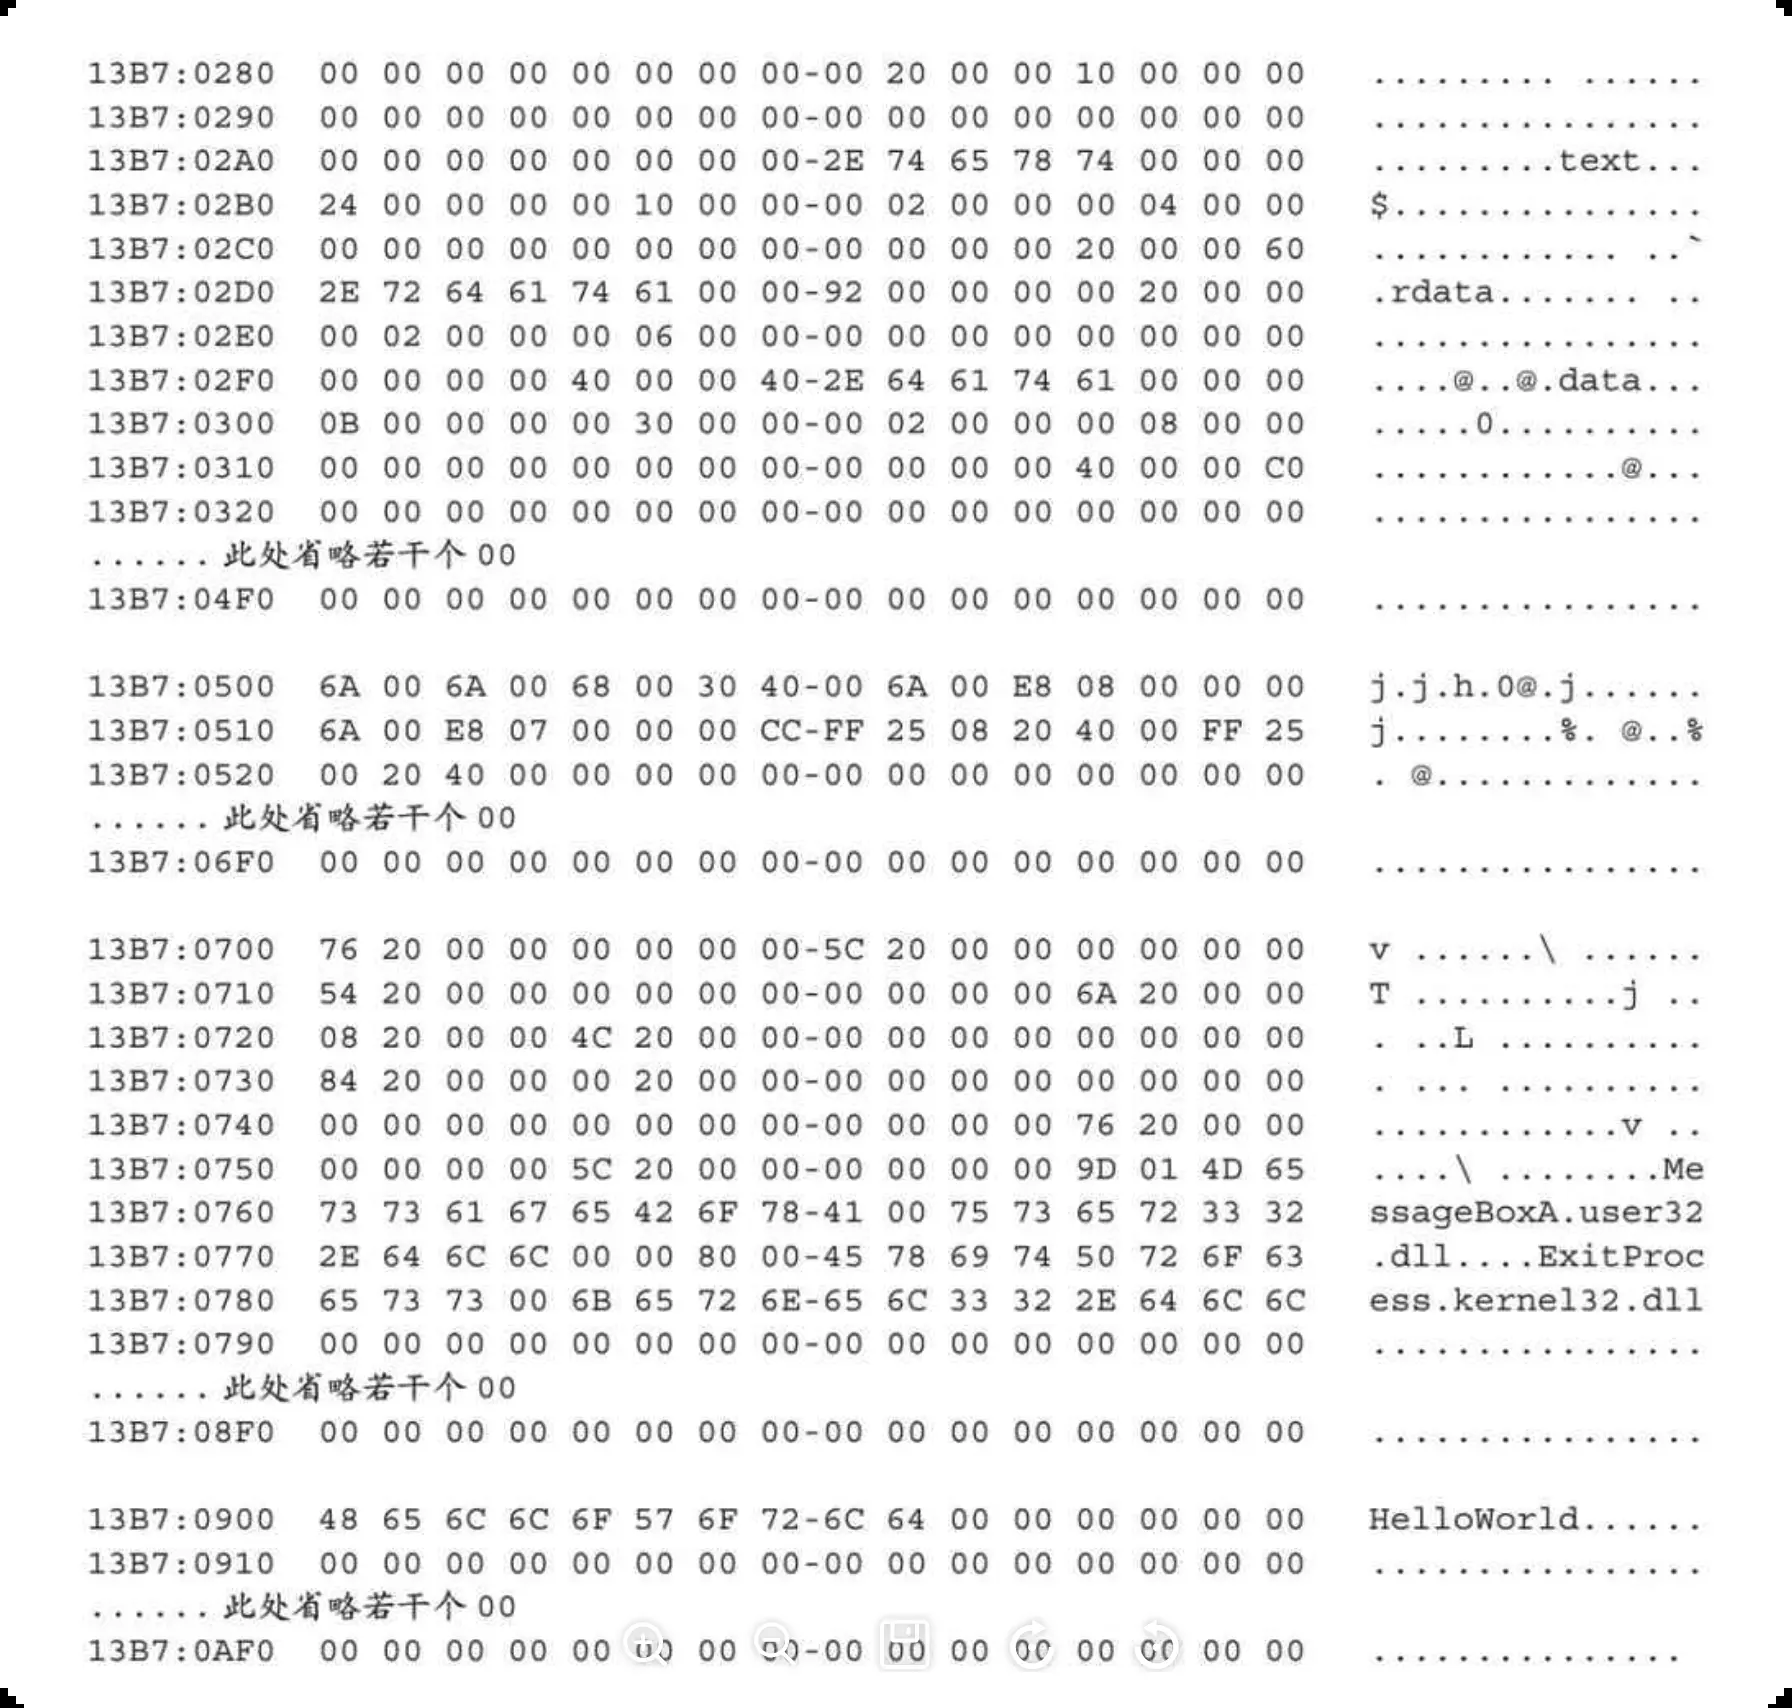 13B7:0280 00 00 00 00 00 00 00 00-00 20 00 00 10 00 00 00 ......... ......
13B7:0290 00 00 00 00 00 00 00 00-00 00 00 00 00 00 00 00 ................
13B7:02A0 00 00 00 00 00 00 00 00-2E 74 65 78 74 00 00 00 .........text...
13B7:02B0 24 00 00 00 00 10 00 00-00 02 00 00 00 04 00 00 $...............
13B7:02C0 00 00 00 00 00 00 00 00-00 00 00 00 20 00 00 60 ............ ..`
13B7:02D0 2E 72 64 61 74 61 00 00-92 00 00 00 00 20 00 00 .rdata....... ..
13B7:02E0 00 02 00 00 00 06 00 00-00 00 00 00 00 00 00 00 ................
13B7:02F0 00 00 00 00 40 00 00 40-2E 64 61 74 61 00 00 00 ....@..@.data...
13B7:0300 0B 00 00 00 00 30 00 00-00 02 00 00 00 08 00 00 .....0..........
13B7:0310 00 00 00 00 00 00 00 00-00 00 00 00 40 00 00 C0 ............@...
13B7:0320 00 00 00 00 00 00 00 00-00 00 00 00 00 00 00 00 ................
......此处省略若干个 00
13B7:04F0 00 00 00 00 00 00 00 00-00 00 00 00 00 00 00 00 ................
13B7:0500 6A 00 6A 00 68 00 30 40-00 6A 00 E8 08 00 00 00 j.j.h.0@.j......
13B7:0510 6A 00 E8 07 00 00 00 CC-FF 25 08 20 40 00 FF 25 j........%. @..%
13B7:0520 00 20 40 00 00 00 00 00-00 00 00 00 00 00 00 00 . @.............
......此处省略若干个 00
13B7:06F0 00 00 00 00 00 00 00 00-00 00 00 00 00 00 00 00 ................
13B7:0700 76 20 00 00 00 00 00 00-5C 20 00 00 00 00 00 00 v ......\ ......
13B7:0710 54 20 00 00 00 00 00 00-00 00 00 00 6A 20 00 00 T ..........j ..
13B7:0720 08 20 00 00 4C 20 00 00-00 00 00 00 00 00 00 00 . ..L ..........
13B7:0730 84 20 00 00 00 20 00 00-00 00 00 00 00 00 00 00 . ... ..........
13B7:0740 00 00 00 00 00 00 00 00-00 00 00 00 76 20 00 00 ............v ..
13B7:0750 00 00 00 00 5C 20 00 00-00 00 00 00 9D 01 4D 65 ....\ ........Me
13B7:0760 73 73 61 67 65 42 6F 78-41 00 75 73 65 72 33 32 ssageBoxA.user32
13B7:0770 2E 64 6C 6C 00 00 80 00-45 78 69 74 50 72 6F 63 .dll....ExitProc
13B7:0780 65 73 73 00 6B 65 72 6E-65 6C 33 32 2E 64 6C 6C ess.kernel32.dll
13B7:0790 00 00 00 00 00 00 00 00-00 00 00 00 00 00 00 00 ................
......此处省略若干个 00
13B7:08F0 00 00 00 00 00 00 00 00-00 00 00 00 00 00 00 00 ................
13B7:0900 48 65 6C 6C 6F 57 6F 72-6C 64 00 00 00 00 00 00 HelloWorld......
13B7:0910 00 00 00 00 00 00 00 00-00 00 00 00 00 00 00 00 ................
......此处省略若干个 00
13B7:0AF0 00 00 00 00 00 00 00 00-00 00 00 00 00 00 00 00 ...............